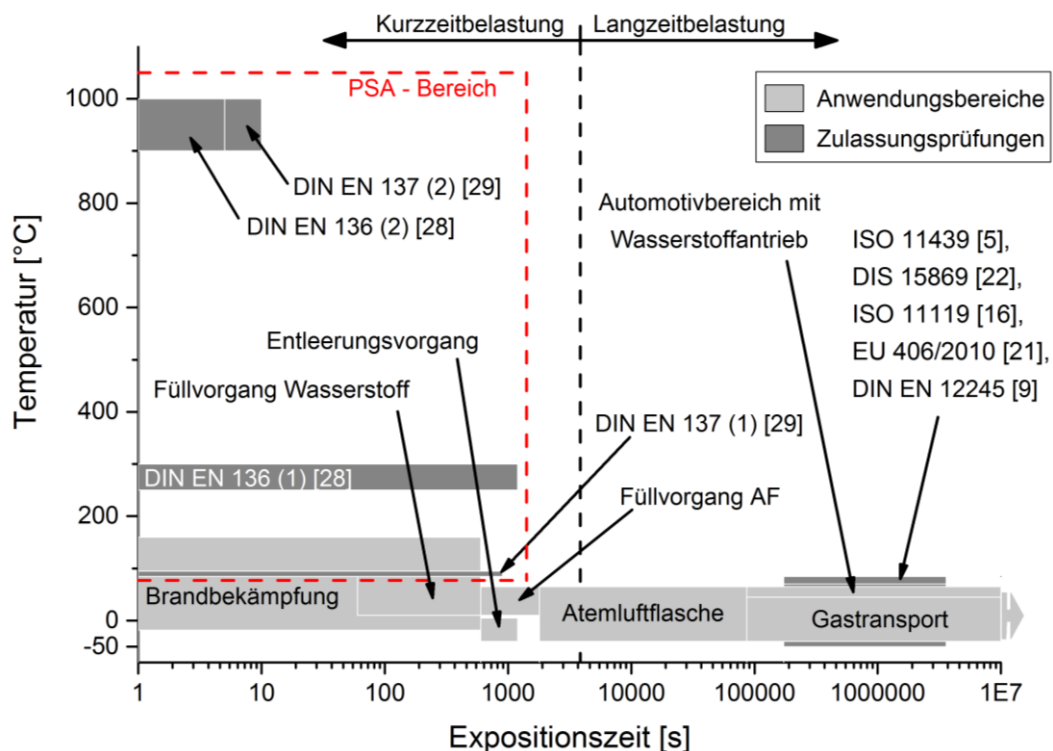 Kurzzeitbelastung
Langzeitbelastung
PSA - Bereich
Anwendungsbereiche
Zulassungsprüfungen
Temperatur [°C]
1000
800
600
400
200
0
-50
DIN EN 137 (2) [29]
DIN EN 136 (2) [28]
Automotivbereich mit
Wasserstoffantrieb
ISO 11439 [5],
DIS 15869 [22],
ISO 11119 [16],
EU 406/2010 [21],
DIN EN 12245 [9]
Entleerungsvorgang
Füllvorgang Wasserstoff
DIN EN 137 (1) [29]
DIN EN 136 (1) [28]
Füllvorgang AF
Brandbekämpfung
Atemluftflasche
Gastransport
1
10
100
1000
10000
100000
1000000
1E7
Expositionszeit [s]